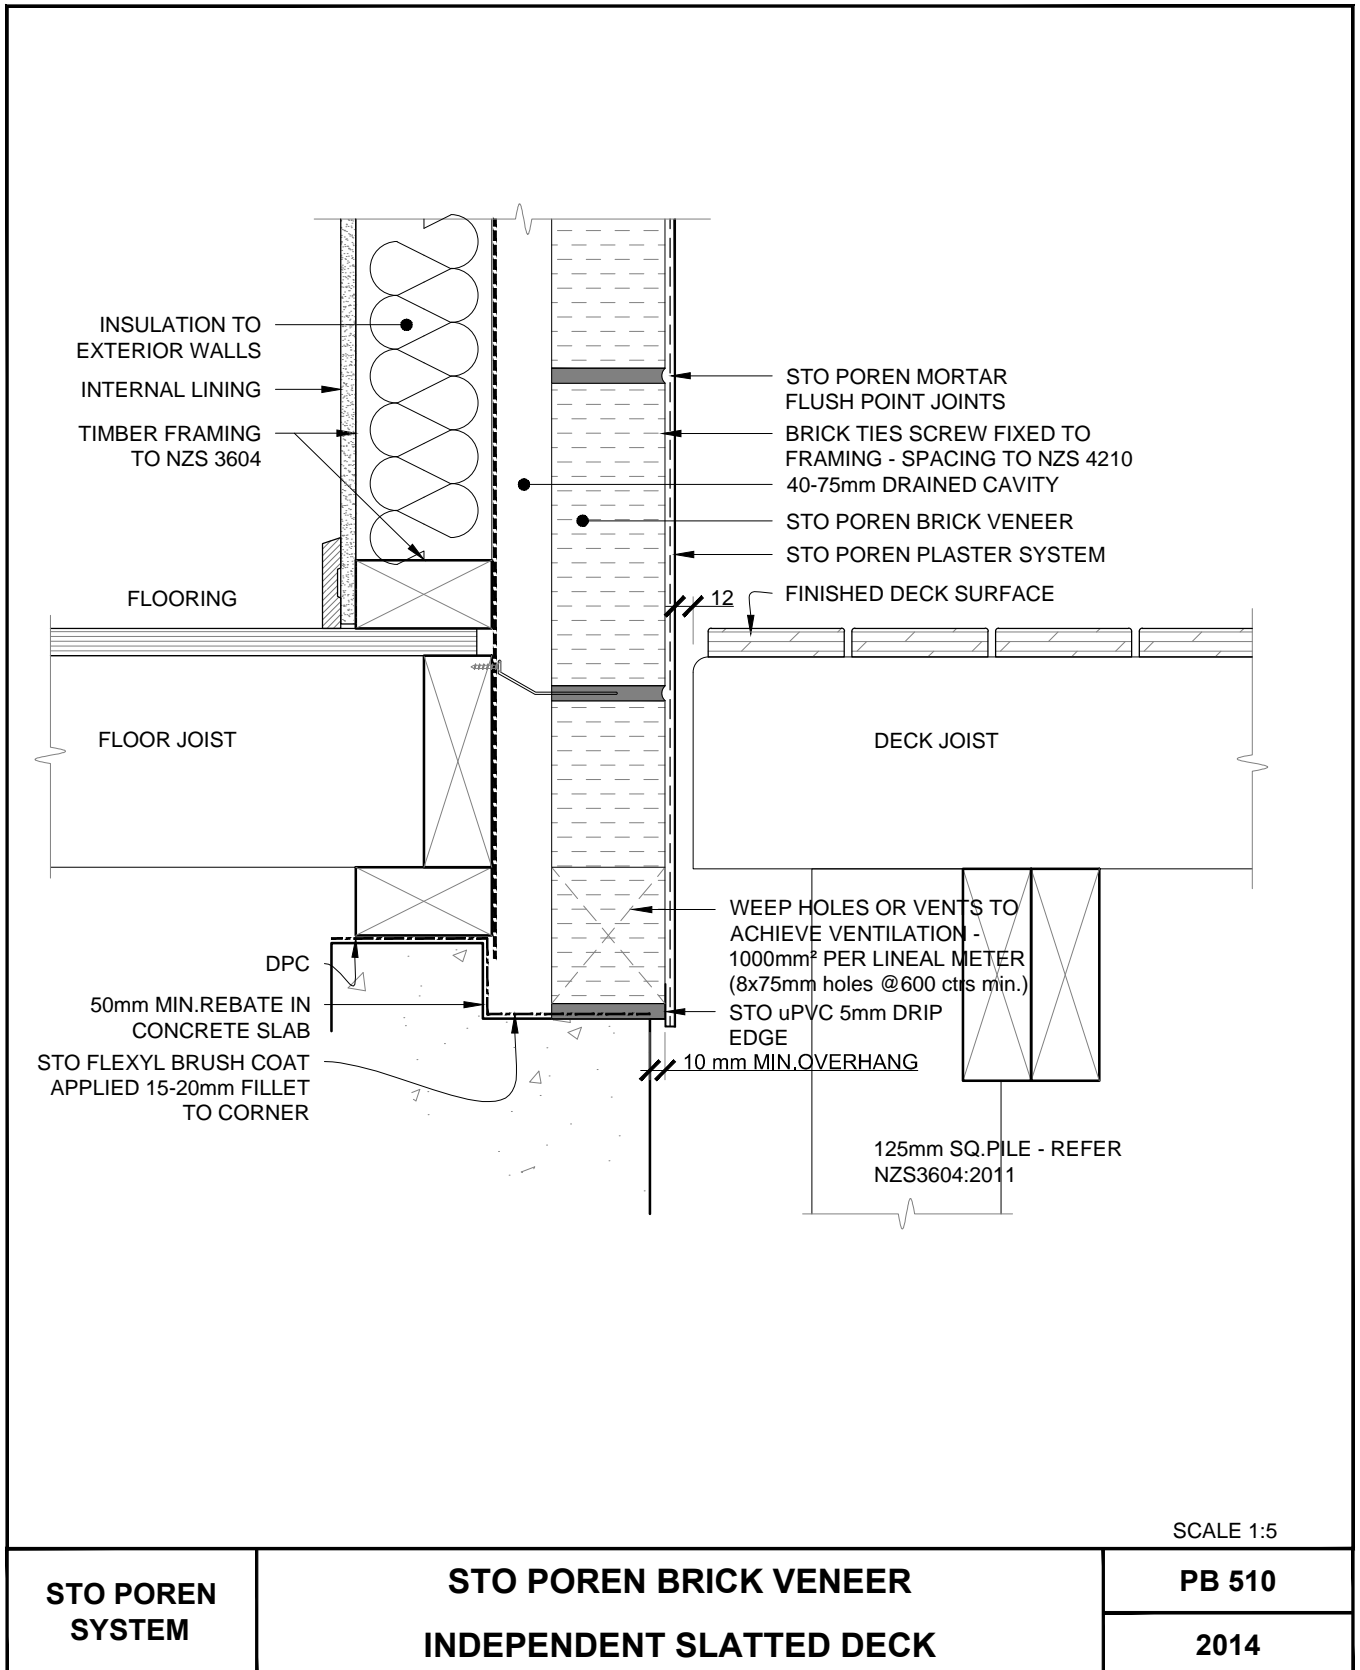 INSULATION TO
EXTERIOR WALLS
INTERNAL LINING
TIMBER FRAMING
TO NZS 3604
FLOORING
FLOOR JOIST
DPC
50mm MIN.REBATE IN
CONCRETE SLAB
STO FLEXYL BRUSH COAT
APPLIED 15-20mm FILLET
TO CORNER
STO POREN MORTAR
FLUSH POINT JOINTS
BRICK TIES SCREW FIXED TO
FRAMING - SPACING TO NZS 4210
40-75mm DRAINED CAVITY
STO POREN BRICK VENEER
STO POREN PLASTER SYSTEM
12
FINISHED DECK SURFACE
DECK JOIST
WEEP HOLES OR VENTS TO
ACHIEVE VENTILATION -
1000mm² PER LINEAL METER
(8x75mm holes @600 ctrs min.)
STO uPVC 5mm DRIP
EDGE
10 mm MIN.OVERHANG
125mm SQ.PILE - REFER
NZS3604:2011
SCALE 1:5
STO POREN
SYSTEM
STO POREN BRICK VENEER
INDEPENDENT SLATTED DECK
PB 510
2014